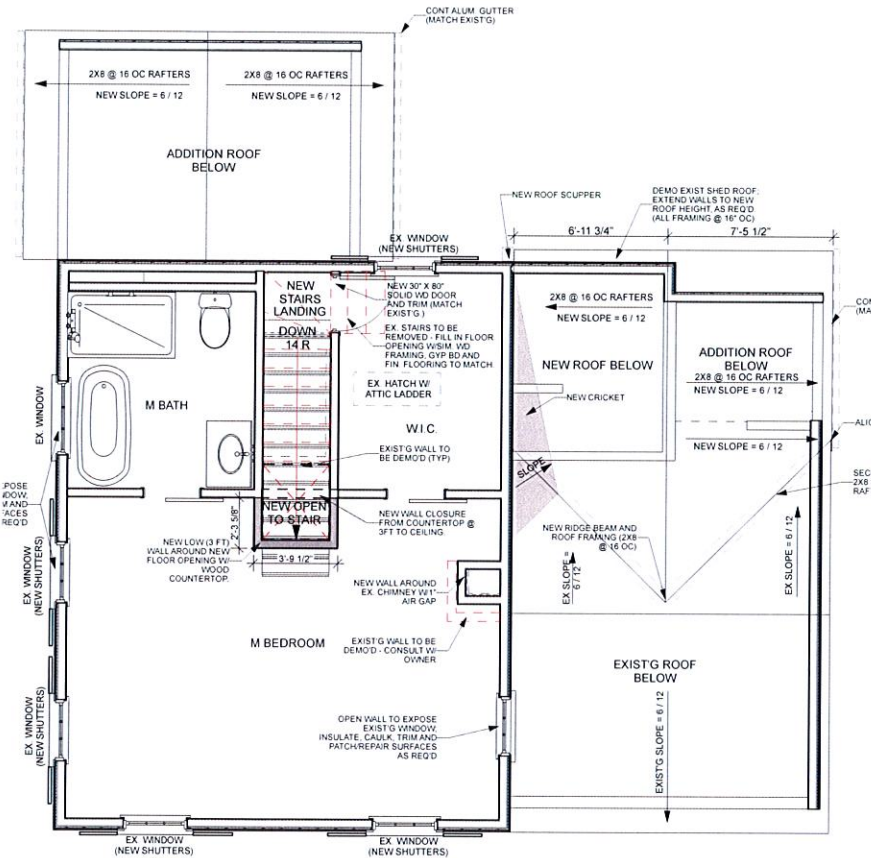 CONT ALUM. GUTTER
(MATCH EXIST'G)
2X8 @ 16 OC RAFTERS
NEW SLOPE = 6 / 12
2X8 @ 16 OC RAFTERS
NEW SLOPE = 6 / 12
ADDITION ROOF
BELOW
NEW ROOF SCUPPER
DEMO EXIST SHED ROOF;
EXTEND WALLS TO NEW
ROOF HEIGHT, AS REQ'D
(ALL FRAMING @ 16" OC)
6'-11 3/4"
7'-5 1/2"
EX WINDOW
(NEW SHUTTERS)
NEW
STAIRS
LANDING
DOWN
14 R
NEW 30" X 80"
SOLID WD DOOR
AND TRIM (MATCH
EXIST'G.)
EX. STAIRS TO BE
REMOVED - FILL IN FLOOR
OPENING W/SIM. WD
FRAMING, GYP BD AND
FIN. FLOORING TO MATCH
EX HATCH W/
ATTIC LADDER
W.I.C.
M BATH
EX. WINDOW
2X8 @ 16 OC RAFTERS
NEW SLOPE = 6 / 12
NEW ROOF BELOW
NEW CRICKET
SLOPE
ADDITION ROOF
BELOW
2X8 @ 16 OC RAFTERS
NEW SLOPE = 6 / 12
NEW SLOPE = 6 / 12
CON
(MA
ALIG
SEC
2X8
RAF
EXIST'G WALL TO
BE DEMO'D (TYP)
NEW OPEN
TO STAIR
NEW WALL CLOSURE
FROM COUNTERTOP @
3FT TO CEILING
2'-3 5/8"
3'-9 1/2"
NEW LOW (3 FT)
WALL AROUND NEW
FLOOR OPENING W/
WOOD
COUNTERTOP
POSE
DOW,
M AND
FACES
REQ'D
EX WINDOW
(NEW SHUTTERS)
NEW RIDGE BEAM AND
ROOF FRAMING (2X8
@ 16 OC)
EX SLOPE =
6 / 12
EX SLOPE = 6 / 12
NEW WALL AROUND
EX. CHIMNEY W/1"
AIR GAP
EXIST'G WALL TO BE
DEMO'D - CONSULT W/
OWNER
M BEDROOM
EXIST'G ROOF
BELOW
EXIST'G SLOPE = 6 / 12
EX WINDOW
(NEW SHUTTERS)
OPEN WALL TO EXPOSE
EXIST'G WINDOW,
INSULATE, CAULK, TRIM AND
PATCH/REPAIR SURFACES
AS REQ'D
EX WINDOW
(NEW SHUTTERS)
EX WINDOW
(NEW SHUTTERS)